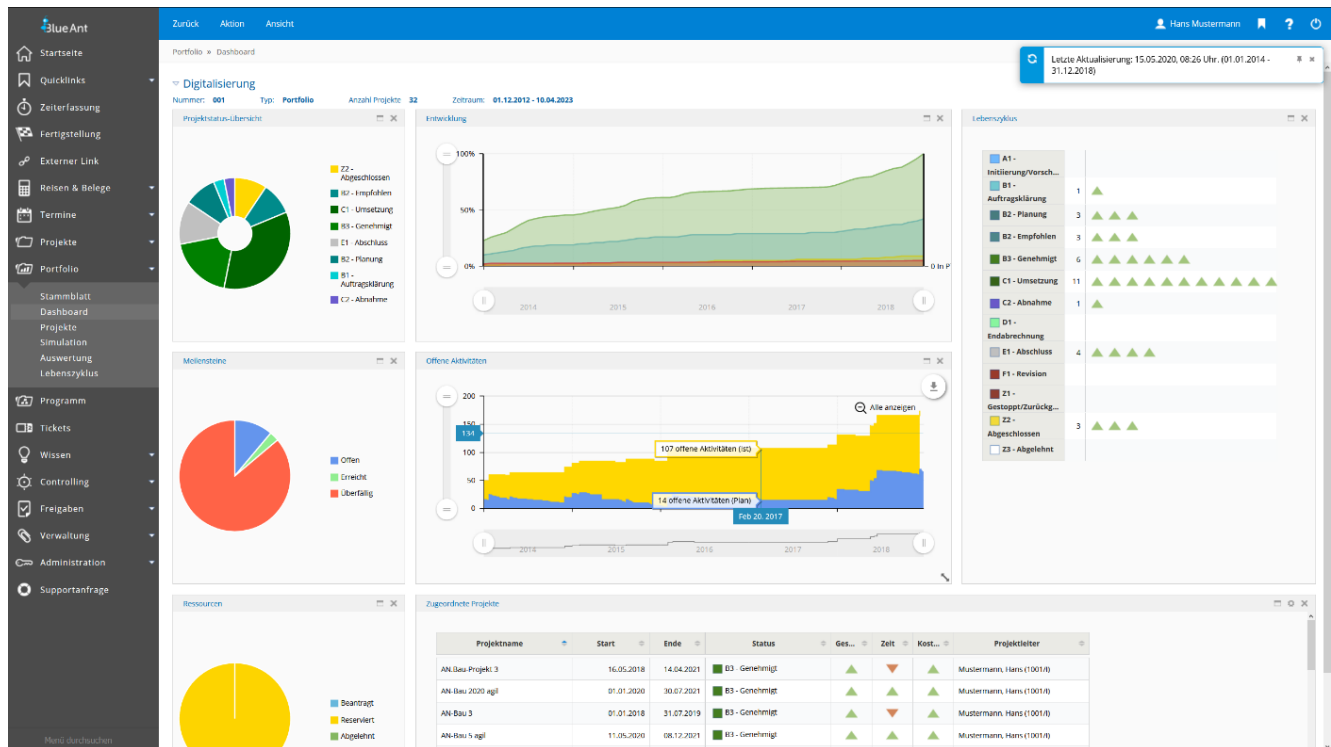 BlueAnt
Zurück Aktion Ansicht
Hans Mustermann ?
Startseite
Quicklinks
Zeiterfassung
Fertigstellung
Externer Link
Reisen & Belege
Termine
Projekte
Portfolio
Stammblatt
Dashboard
Projekte
Simulation
Auswertung
Lebenszyklus
Programm
Tickets
Wissen
Controlling
Freigaben
Verwaltung
Administration
Supportanfrage
Menü durchsuchen
Portfolio » Dashboard
Letzte Aktualisierung: 15.05.2020, 08:26 Uhr. (01.01.2014 -
31.12.2018)
Digitalisierung
Nummer: 001 Typ: Portfolio Anzahl Projekte 32 Zeitraum: 01.12.2012 - 10.04.2023
Projektstatus-Übersicht
Z2 -
Abgeschlossen
B2 - Empfohlen
C1 - Umsetzung
B3 - Genehmigt
E1 - Abschluss
B2 - Planung
B1 -
Auftragsklärung
C2 - Abnahme
Entwicklung
100%
50%
0%
0 In P
2014 2015 2016 2017 2018
Lebenszyklus
A1 -
Initiierung/Vorsch...
B1 -
Auftragsklärung 1
B2 - Planung 3
B2 - Empfohlen 3
B3 - Genehmigt 6
C1 - Umsetzung 11
C2 - Abnahme 1
D1 -
Endabrechnung
E1 - Abschluss 4
F1 - Revision
Z1 -
Gestoppt/Zurückg...
Z2 -
Abgeschlossen 3
Z3 - Abgelehnt
Meilensteine
Offen
Erreicht
Überfällig
Offene Aktivitäten
200
150
134
100
50
0
Alle anzeigen
107 offene Aktivitäten (Ist)
14 offene Aktivitäten (Plan)
Feb 20. 2017
2014 2015 2016 2017 2018
Ressourcen
Beantragt
Reserviert
Abgelehnt
Zugeordnete Projekte
Projektname Start Ende Status Ges... Zeit Kost... Projektleiter
AN.Bau-Projekt 3 16.05.2018 14.04.2021 B3 - Genehmigt Mustermann, Hans (1001/I)
AN-Bau 2020 agil 01.01.2020 30.07.2021 B3 - Genehmigt Mustermann, Hans (1001/I)
AN-Bau 3 01.01.2018 31.07.2019 B3 - Genehmigt Mustermann, Hans (1001/I)
AN-Bau 5 agil 11.05.2020 08.12.2021 B3 - Genehmigt Mustermann, Hans (1001/I)